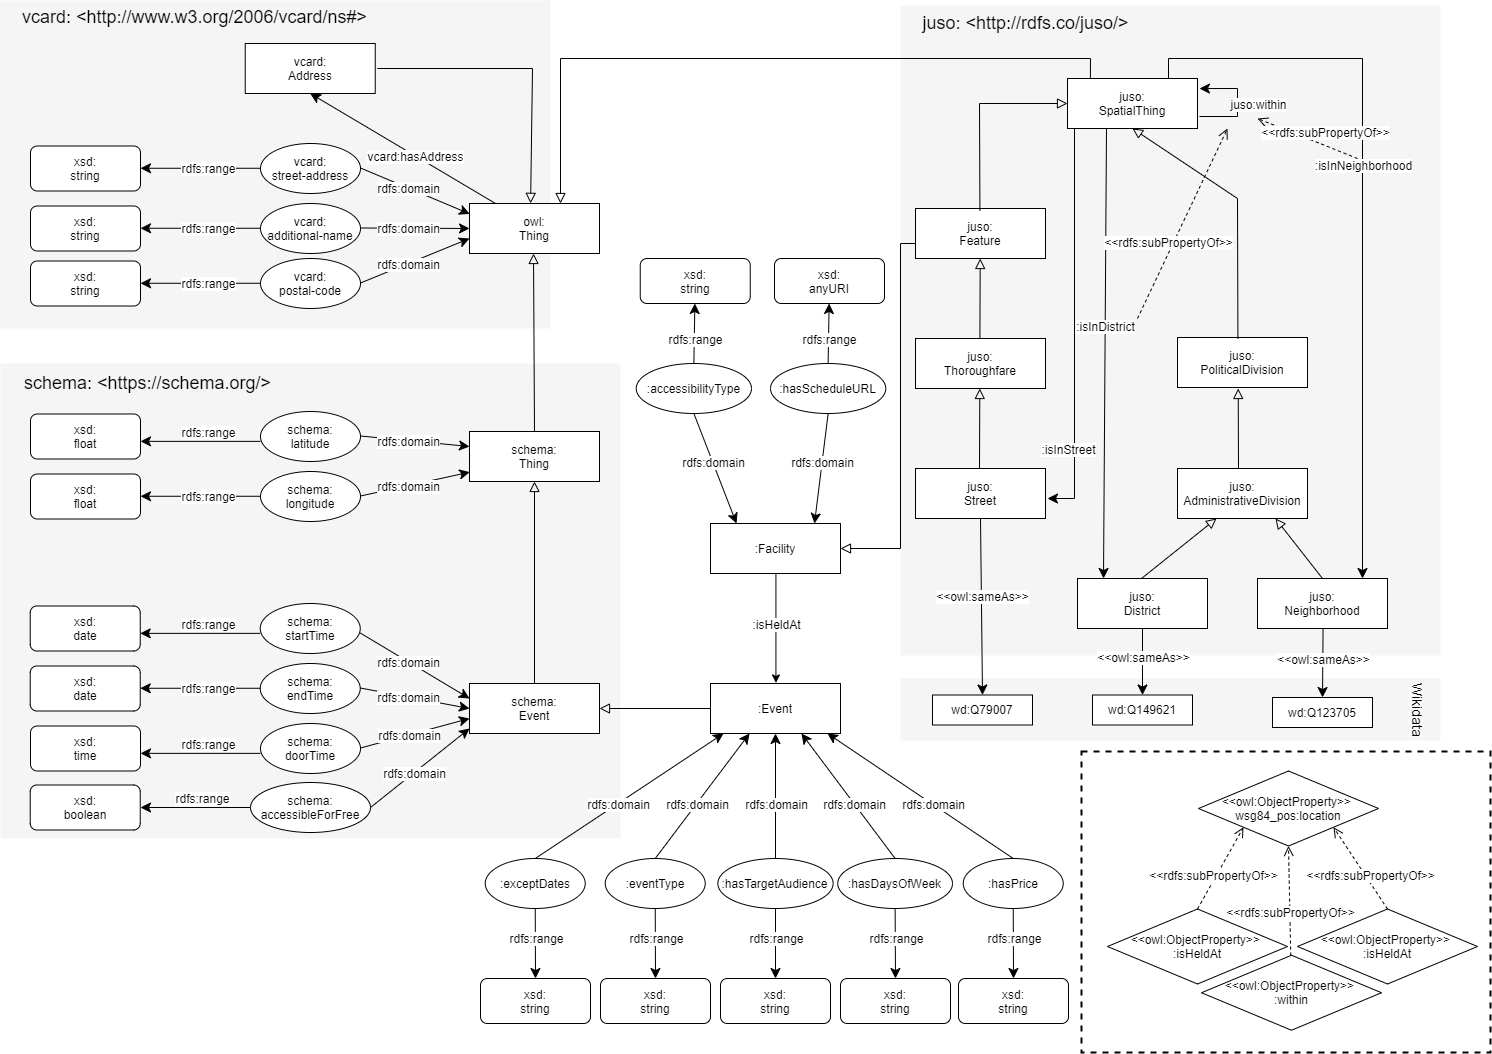 vcard: <http://www.w3.org/2006/vcard/ns#>
vcard:
Address
vcard:hasAddress
xsd:
string
rdfs:range
vcard:
street-address
rdfs:domain
xsd:
string
rdfs:range
vcard:
additional-name
rdfs:domain
xsd:
string
rdfs:range
vcard:
postal-code
rdfs:domain
owl:
Thing
schema: <https://schema.org/>
xsd:
float
rdfs:range
schema:
latitude
rdfs:domain
xsd:
float
rdfs:range
schema:
longitude
rdfs:domain
schema:
Thing
xsd:
date
rdfs:range
schema:
startTime
rdfs:domain
xsd:
date
rdfs:range
schema:
endTime
rdfs:domain
xsd:
time
rdfs:range
schema:
doorTime
rdfs:domain
xsd:
boolean
rdfs:range
schema:
accessibleForFree
rdfs:domain
schema:
Event
xsd:
string
xsd:
anyURI
rdfs:range
rdfs:range
:accessibilityType
:hasScheduleURL
rdfs:domain
rdfs:domain
:Facility
:isHeldAt
:Event
rdfs:domain
rdfs:domain
rdfs:domain
rdfs:domain
rdfs:domain
:exceptDates
:eventType
:hasTargetAudience
:hasDaysOfWeek
:hasPrice
rdfs:range
rdfs:range
rdfs:range
rdfs:range
rdfs:range
xsd:
string
xsd:
string
xsd:
string
xsd:
string
xsd:
string
juso: <http://rdfs.co/juso/>
juso:
SpatialThing
juso:within
<<rdfs:subPropertyOf>>
:isInNeighborhood
juso:
Feature
<<rdfs:subPropertyOf>>
:isInDistrict
juso:
Thoroughfare
juso:
PoliticalDivision
:isInStreet
juso:
Street
juso:
AdministrativeDivision
<<owl:sameAs>>
juso:
District
juso:
Neighborhood
<<owl:sameAs>>
<<owl:sameAs>>
Wikidata
wd:Q79007
wd:Q149621
wd:Q123705
<<owl:ObjectProperty>>
wsg84_pos:location
<<rdfs:subPropertyOf>>
<<rdfs:subPropertyOf>>
<<rdfs:subPropertyOf>>
<<owl:ObjectProperty>>
:isHeldAt
<<owl:ObjectProperty>>
:isHeldAt
<<owl:ObjectProperty>>
:within